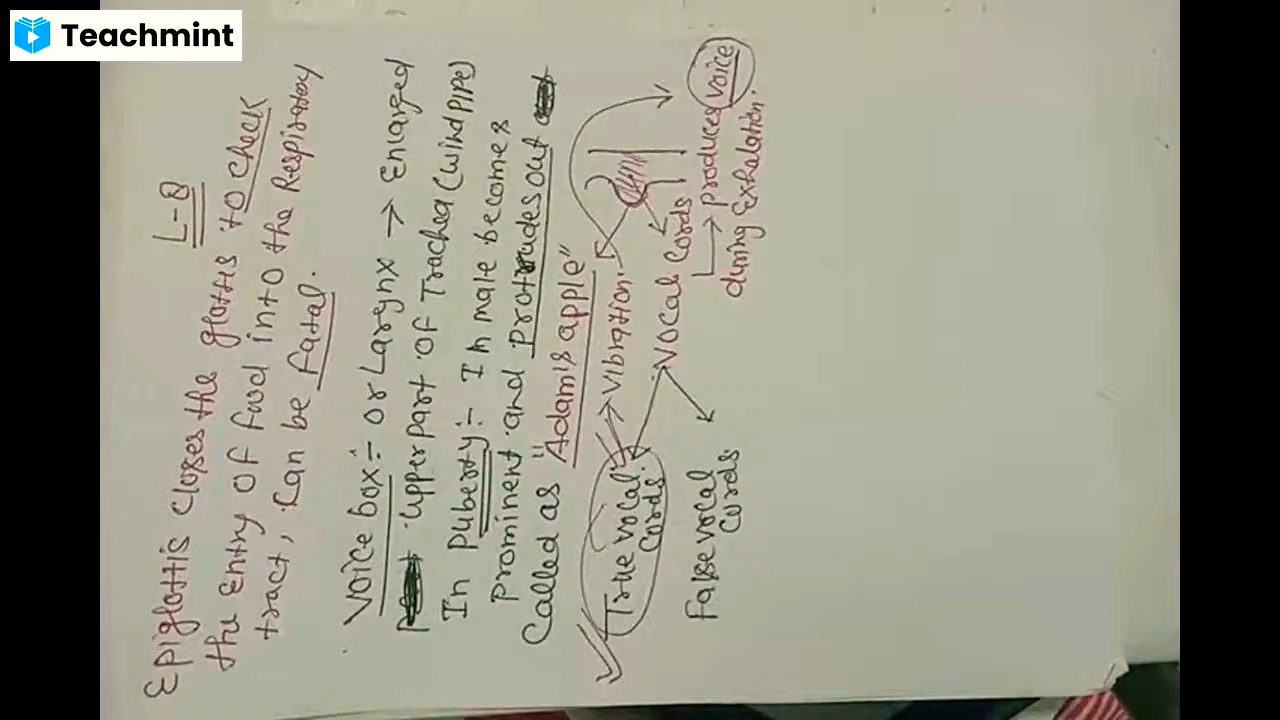 Teachmint
L-8
Epiglottis closes the glottis to check
the Entry of food into the Respiratory
tract, can be fatal.
Voice box:- or Larynx → Enlarged
upper part of Trachea (wind PIPE)
In puberty:- In male becomes
prominent and protrudes out
called as "Adam's apple"
True vocal cords.
Vibration.
Vocal cords
produces voice
during Exhalation.
False vocal
cords.